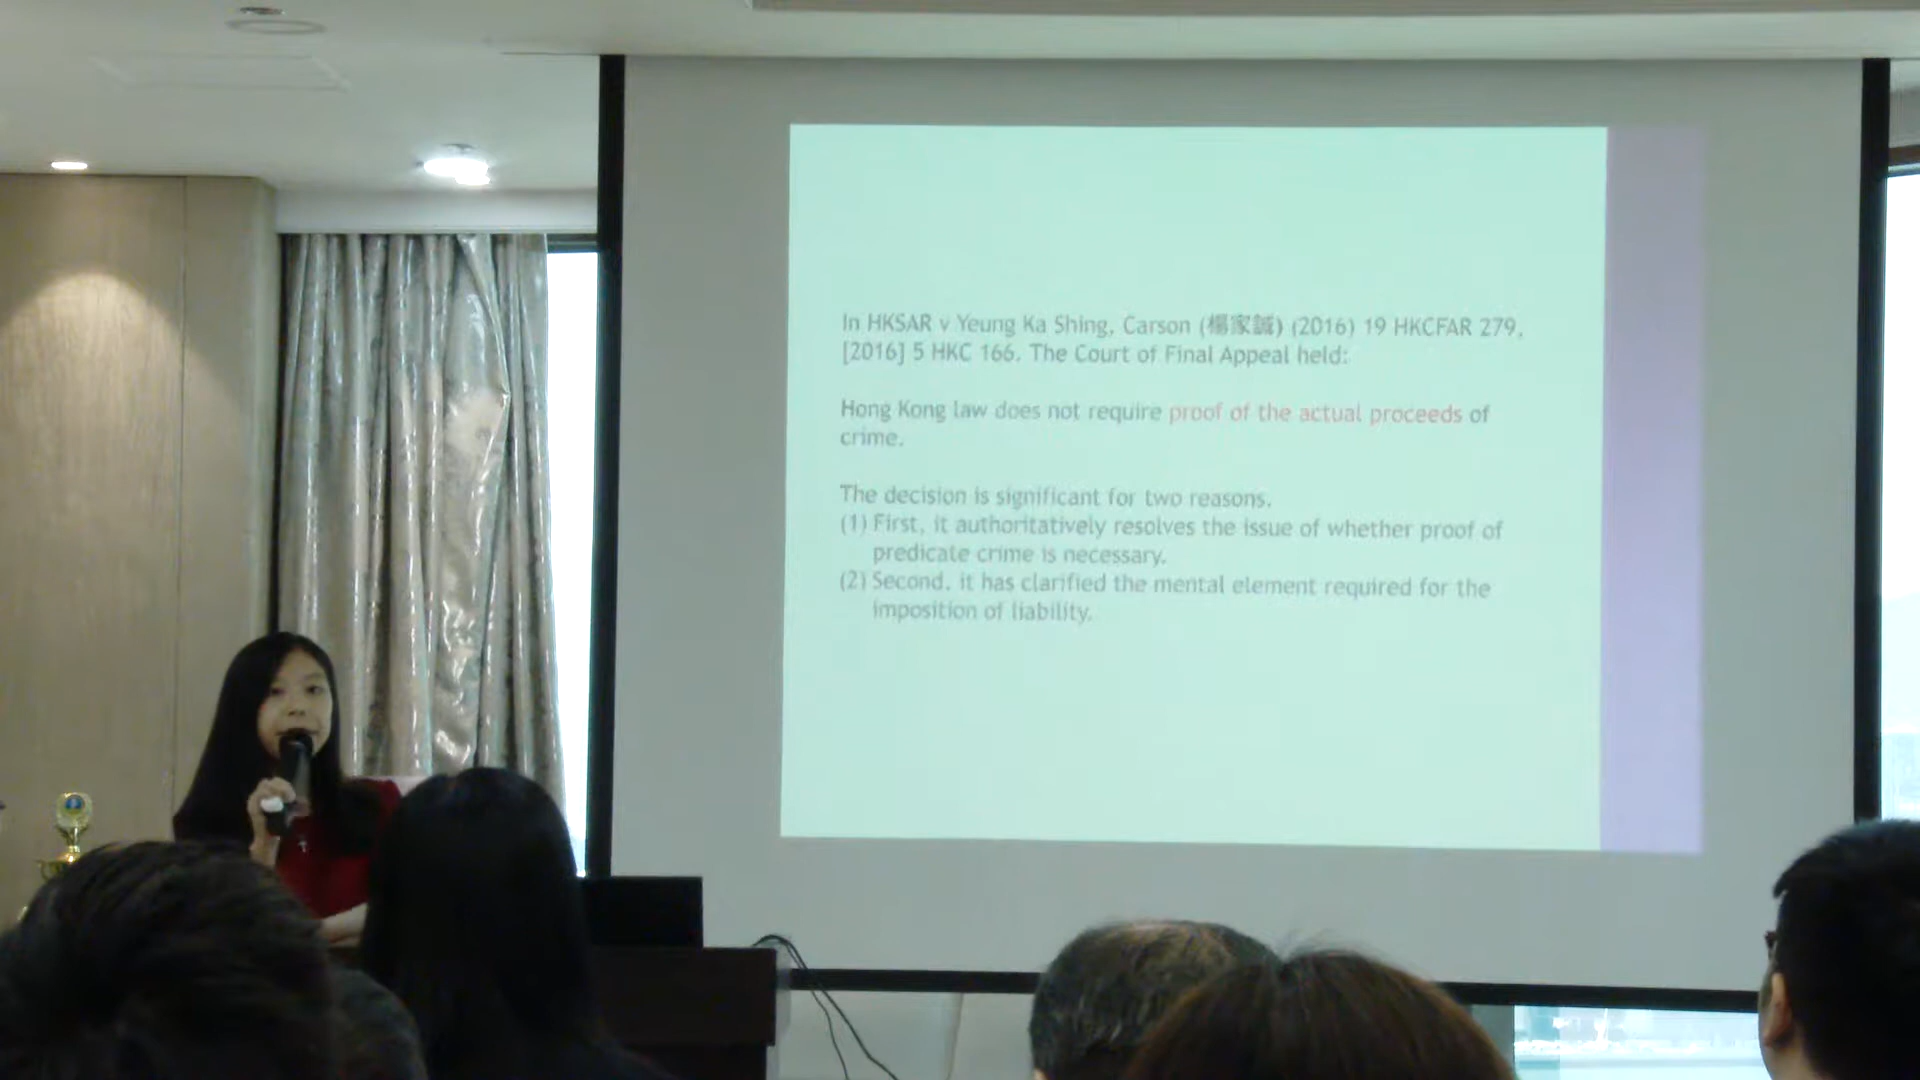 In HKSAR v Yeung Ka Shing, Carson (楊家誠) (2016) 19 HKCFAR 279,
[2016] 5 HKC 166. The Court of Final Appeal held:
Hong Kong law does not require proof of the actual proceeds of
crime.
The decision is significant for two reasons.
(1) First, it authoritatively resolves the issue of whether proof of
predicate crime is necessary.
(2) Second, it has clarified the mental element required for the
imposition of liability.